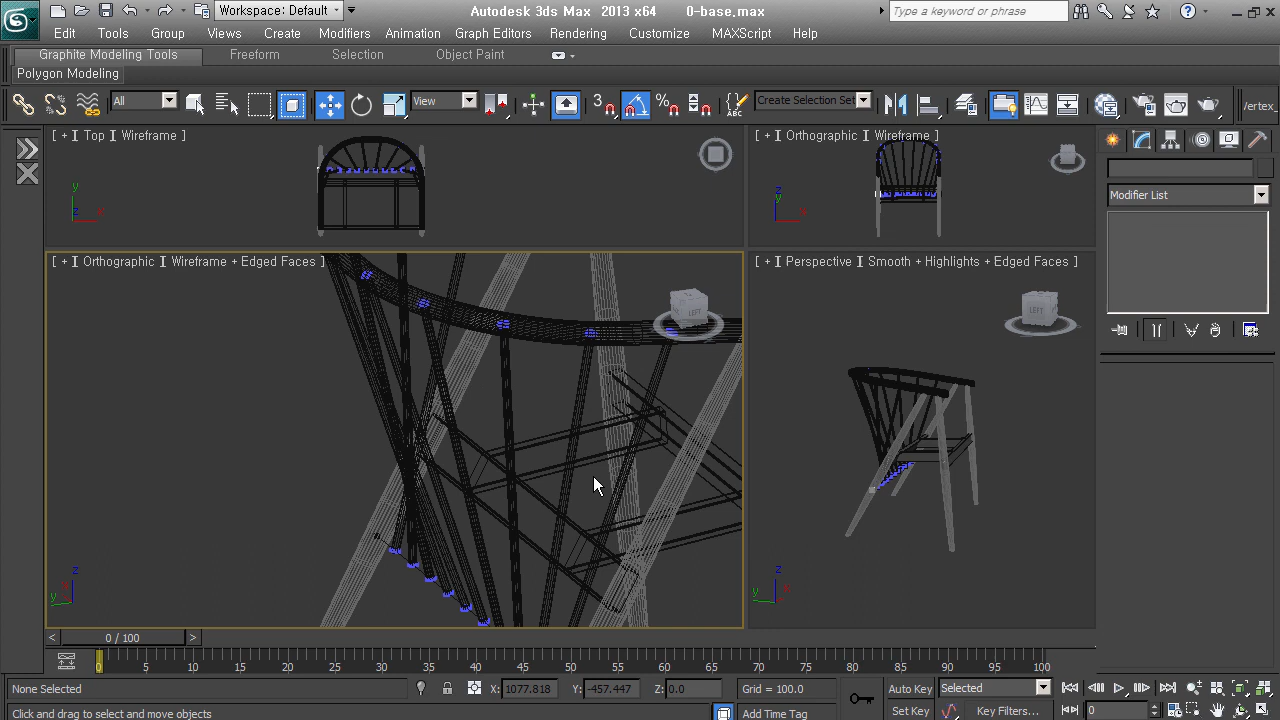 Workspace: Default
Autodesk 3ds Max 2013 x64 0-base.max
Type a keyword or phrase
Edit Tools Group Views Create Modifiers Animation Graph Editors Rendering Customize MAXScript Help
Graphite Modeling Tools Freeform Selection Object Paint
Polygon Modeling
All
View
3
Create Selection Set
/ertex_
[ + ] Top ] Wireframe ]
[ + ] Orthographic ] Wireframe ]
Modifier List
[ + ] Orthographic ] Wireframe + Edged Faces ]
[ + ] Perspective ] Smooth + Highlights + Edged Faces ]
LEFT
LEFT
y
z
z
y
z
y
z
y
< 0 / 100 >
0 5 10 15 20 25 30 35 40 45 50 55 60 65 70 75 80 85 90 95 100
None Selected
X: 1077.818 Y: -457.447 Z: 0.0
Grid = 100.0
Auto Key
Selected
Click and drag to select and move objects
Add Time Tag
Set Key
Key Filters...
0